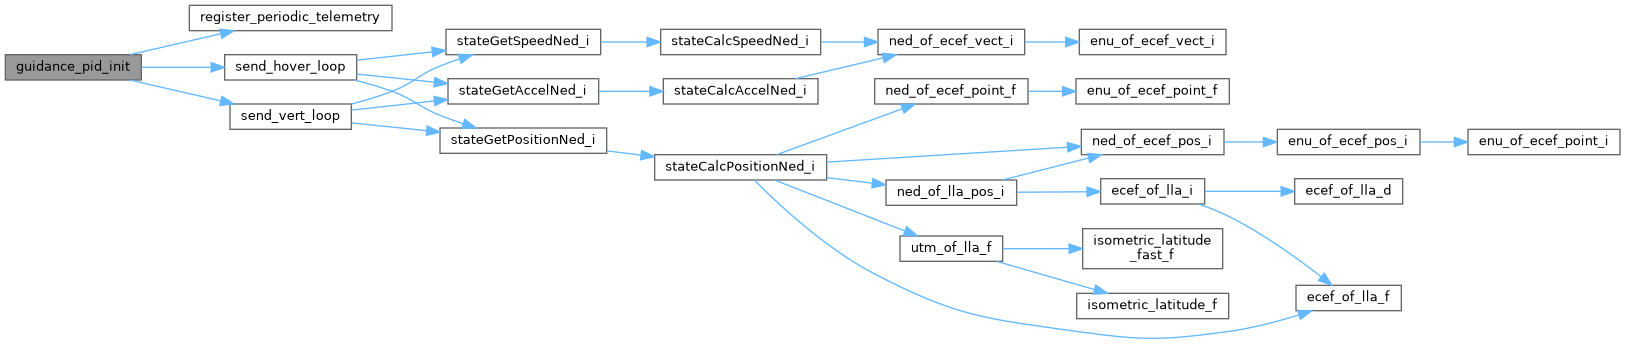 guidance_pid_init
register_periodic_telemetry
send_hover_loop
send_vert_loop
stateGetSpeedNed_i
stateGetAccelNed_i
stateGetPositionNed_i
stateCalcSpeedNed_i
stateCalcAccelNed_i
stateCalcPositionNed_i
ned_of_ecef_vect_i
ned_of_ecef_point_f
ned_of_lla_pos_i
utm_of_lla_f
enu_of_ecef_vect_i
enu_of_ecef_point_f
ned_of_ecef_pos_i
ecef_of_lla_i
isometric_latitude
_fast_f
isometric_latitude_f
enu_of_ecef_pos_i
ecef_of_lla_d
ecef_of_lla_f
enu_of_ecef_point_i